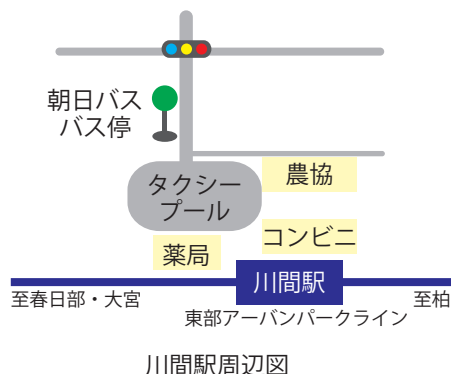 朝日バス
バス停
タクシー
プール
農協
コンビニ
薬局
川間駅
至春日部・大宮
至柏
東部アーバンパークライン
川間駅周辺図